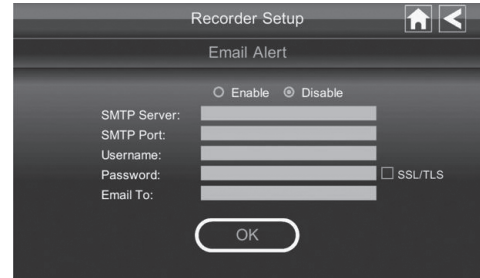 Recorder Setup
Email Alert
Enable Disable
SMTP Server:
SMTP Port:
Username:
Password: SSL/TLS
Email To:
OK